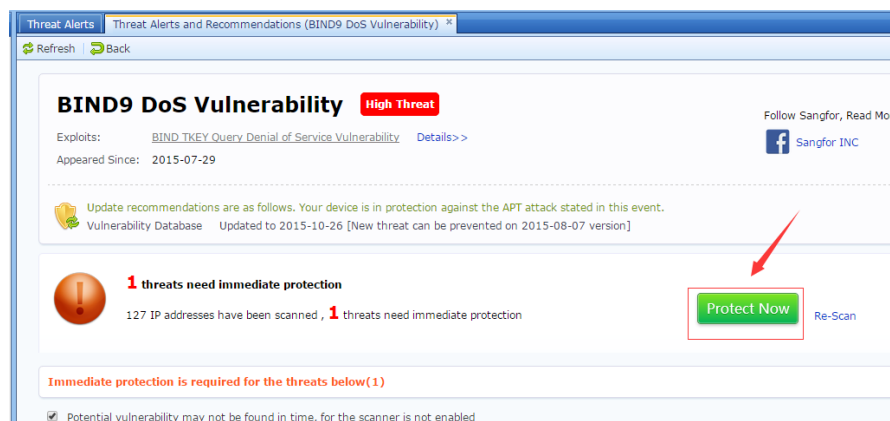 Threat Alerts Threat Alerts and Recommendations (BIND9 DoS Vulnerability) ×
Refresh Back
BIND9 DoS Vulnerability High Threat
Follow Sangfor, Read Mo
Exploits: BIND TKEY Query Denial of Service Vulnerability Details>>
Sangfor INC
Appeared Since: 2015-07-29
Update recommendations are as follows. Your device is in protection against the APT attack stated in this event.
Vulnerability Database Updated to 2015-10-26 [New threat can be prevented on 2015-08-07 version]
1 threats need immediate protection
127 IP addresses have been scanned , 1 threats need immediate protection
Protect Now Re-Scan
Immediate protection is required for the threats below(1)
Potential vulnerability may not be found in time, for the scanner is not enabled